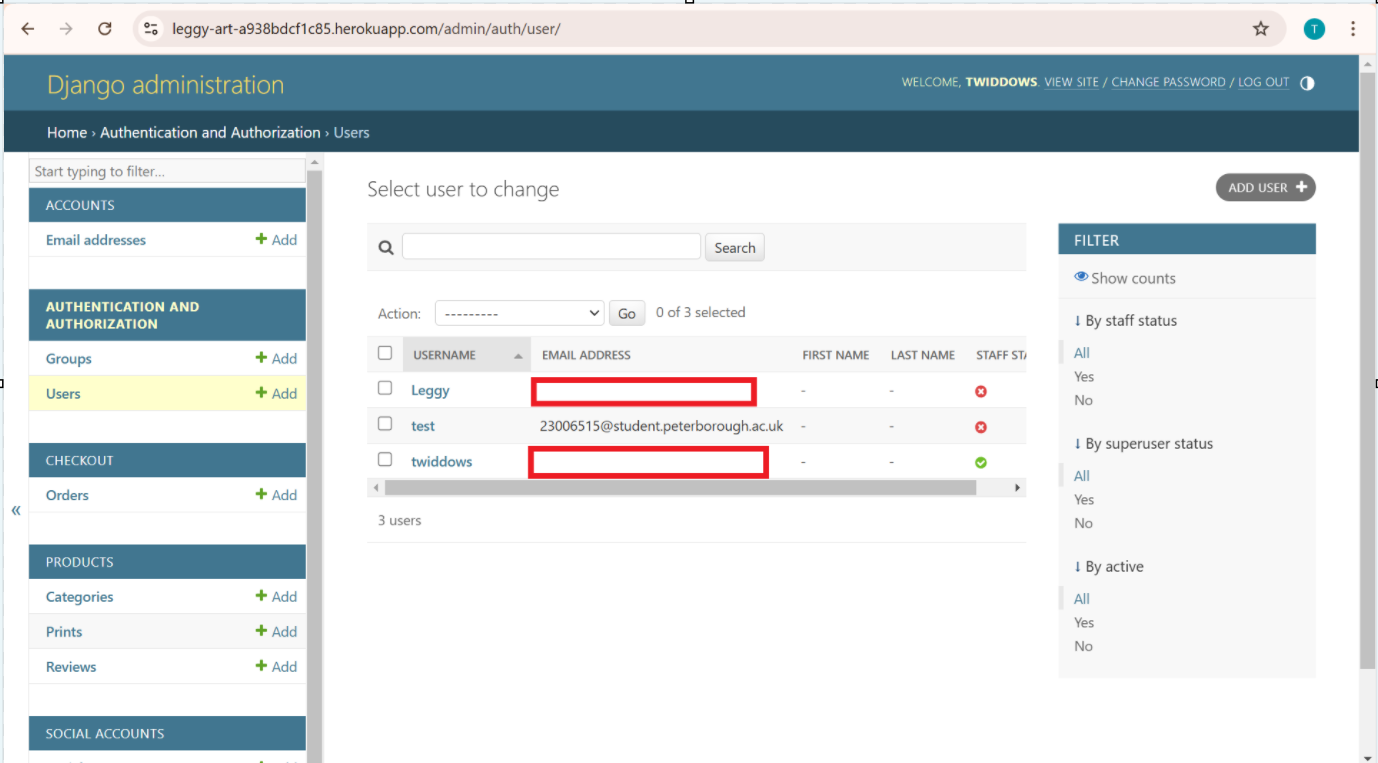 leggy-art-a938bdcf1c85.herokuapp.com/admin/auth/user/
T
Django administration
WELCOME, TWIDDOWS. VIEW SITE / CHANGE PASSWORD / LOG OUT
Home › Authentication and Authorization › Users
Start typing to filter...
ACCOUNTS
Email addresses + Add
AUTHENTICATION AND
AUTHORIZATION
Groups + Add
Users + Add
CHECKOUT
Orders + Add
«
PRODUCTS
Categories + Add
Prints + Add
Reviews + Add
SOCIAL ACCOUNTS
Select user to change
ADD USER +
Search
Action: --------- Go 0 of 3 selected
USERNAME EMAIL ADDRESS FIRST NAME LAST NAME STAFF
Leggy - -
test 23006515@student.peterborough.ac.uk - -
twiddows - -
3 users
FILTER
Show counts
↓ By staff status
All
Yes
No
↓ By superuser status
All
Yes
No
↓ By active
All
Yes
No